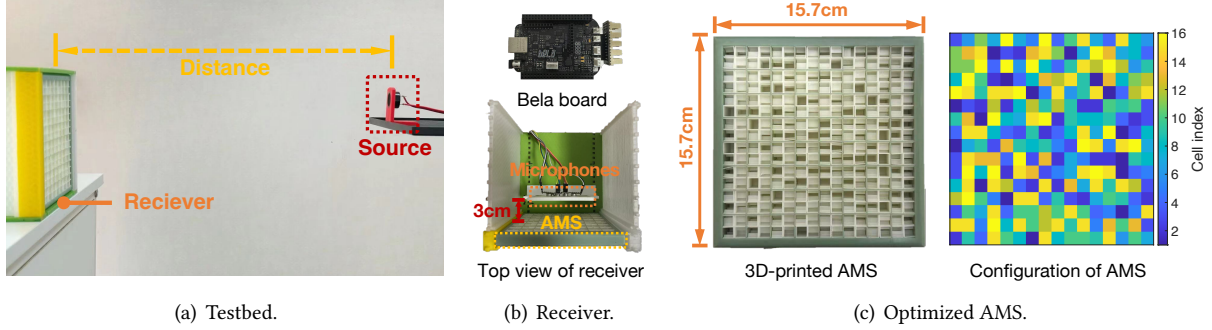 Distance
Source
Reciever
(a) Testbed.
Bela board
Microphones
3cm
AMS
Top view of receiver
(b) Receiver.
15.7cm
15.7cm
3D-printed AMS
16
14
12
10
8
6
4
2
Cell index
Configuration of AMS
(c) Optimized AMS.